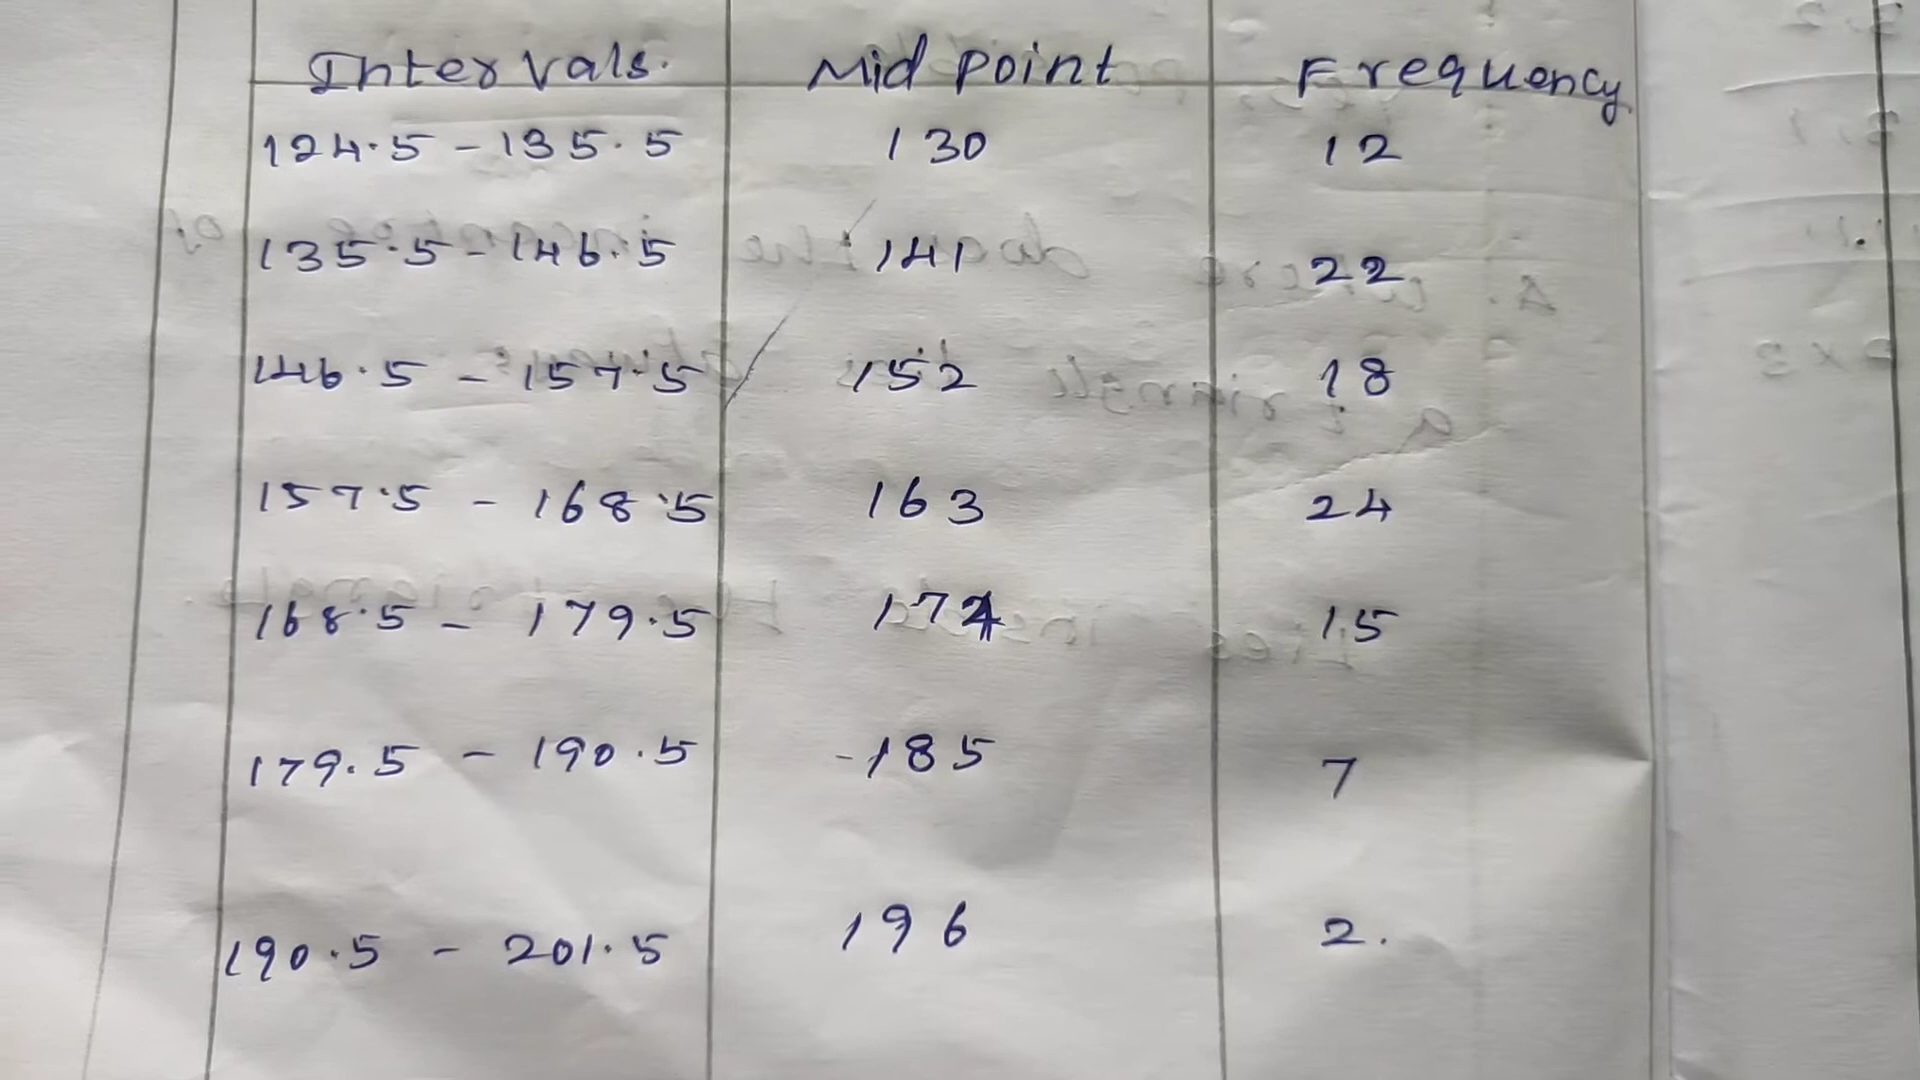 Intervals. Mid point Frequency
124.5 - 135.5 130 12
135.5 - 146.5 141 22
146.5 - 157.5 152 18
157.5 - 168.5 163 24
168.5 - 179.5 174 15
179.5 - 190.5 185 7
190.5 - 201.5 196 2.